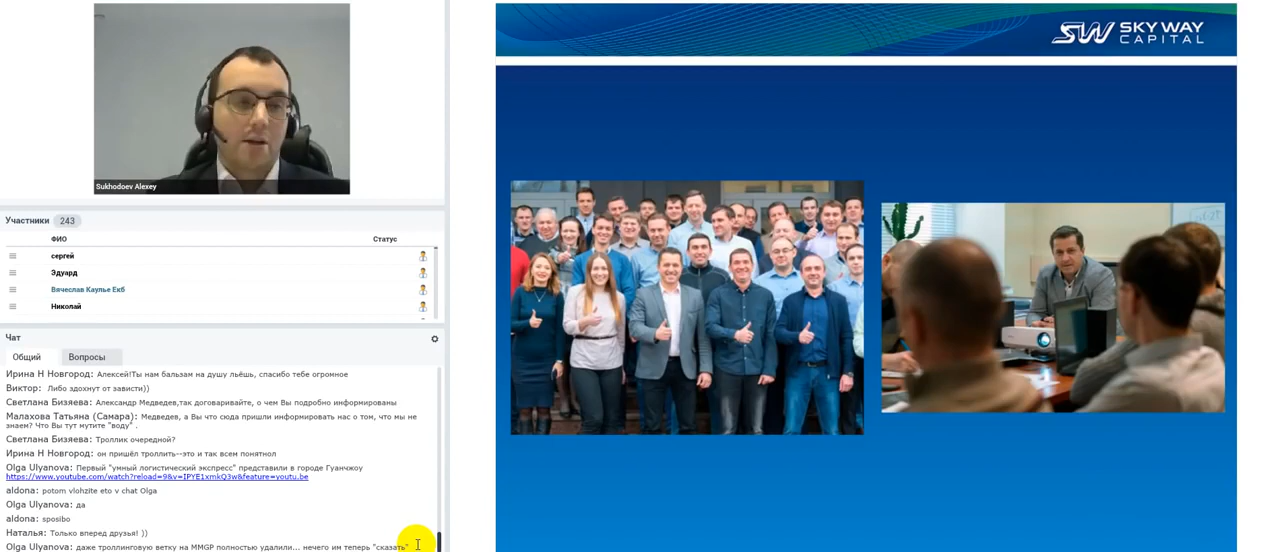 SW SKY WAY
CAPITAL
Sukhodoev Alexey
Участники 243
ФИО Статус
сергей
Эдуард
Вячеслав Каулье Екб
Николай
Чат
Общий Вопросы
Ирина Н Новгород: Алексей!Ты нам бальзам на душу льёшь, спасибо тебе огромное
Виктор: Либо здохнут от зависти))
Светлана Бизяева: Александр Медведев,так договаривайте, о чем Вы подробно информированы
Малахова Татьяна (Самара): Медведев, а Вы что сюда пришли информировать нас о том, что мы не
знаем? Что Вы тут мутите "воду" .
Светлана Бизяева: Троллик очередной?
Ирина Н Новгород: он пришёл троллить--это и так всем понятнол
Olga Ulyanova: Первый "умный логистический экспресс" представили в городе Гуанчжоу
https://www.youtube.com/watch?reload=9&v=IPYE1xmkQ3w&feature=youtu.be
aldona: potom vlohzite eto v chat Olga
Olga Ulyanova: да
aldona: sposibo
Наталья: Только вперед друзья! ))
Olga Ulyanova: даже троллинговую ветку на MMGP полностью удалили... нечего им теперь "сказать"